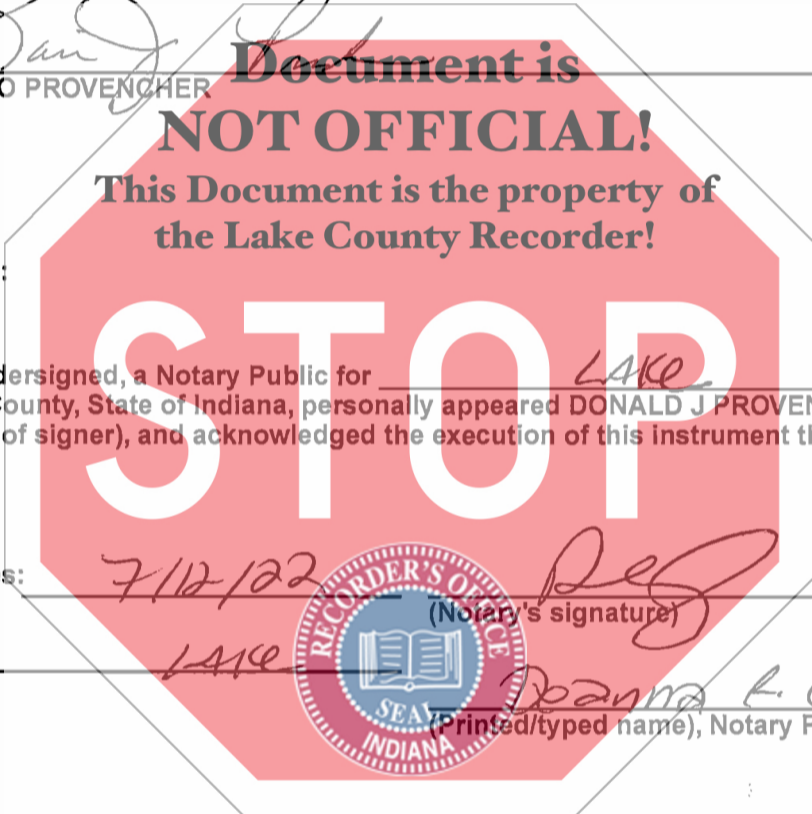 Document is
O PROVENCHER
NOT OFFICIAL!
This Document is the property of
the Lake County Recorder!
:
STOP
dersigned, a Notary Public for LAKE
County, State of Indiana, personally appeared DONALD J PROVEN
of signer), and acknowledged the execution of this instrument th
s: 7/12/22
(Notary's signature)
LAKE
RECORDER'S OFFICE
SEAL
INDIANA
Deanna R.
(Printed/typed name), Notary P